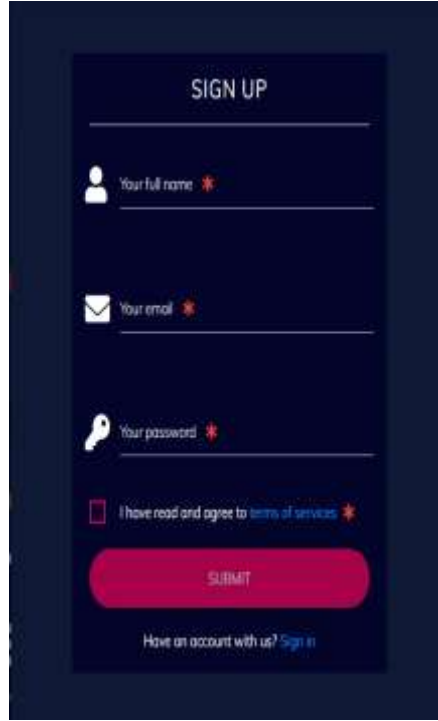 SIGN UP
Your full name *
Your email *
Your password *
I have read and agree to terms of services *
SUBMIT
Have an account with us? Sign in